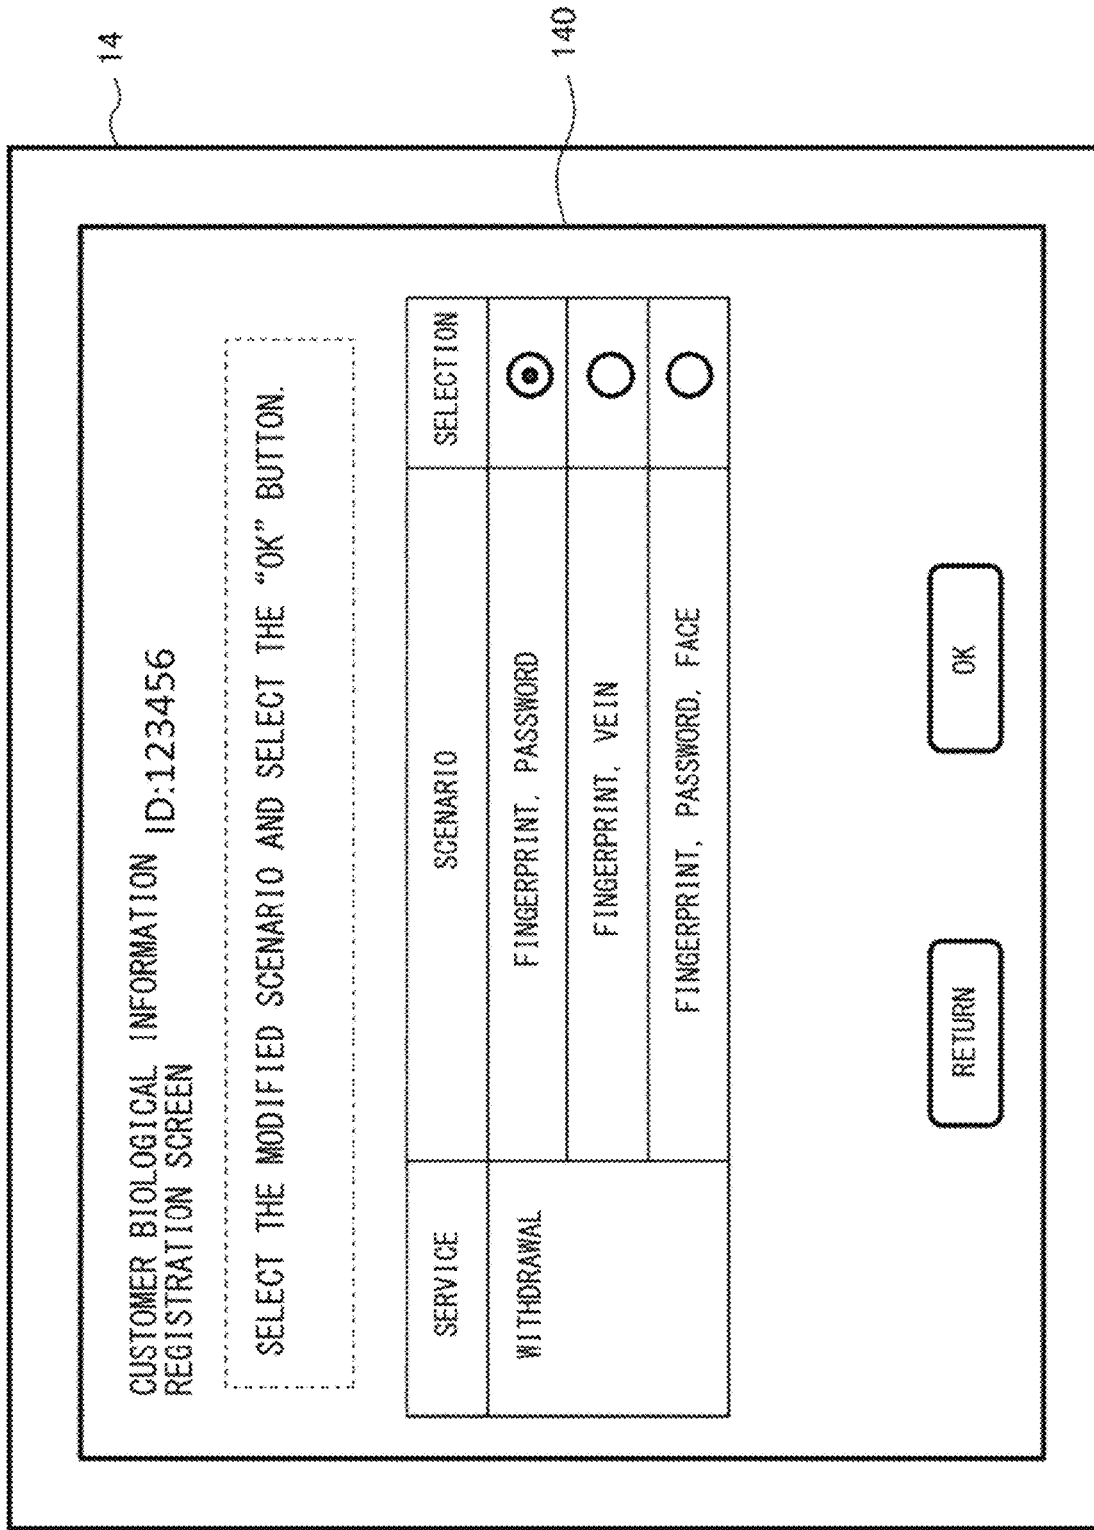 14
140
CUSTOMER BIOLOGICAL INFORMATION ID:123456
REGISTRATION SCREEN
SELECT THE MODIFIED SCENARIO AND SELECT THE “OK” BUTTON.
SERVICE SCENARIO SELECTION
WITHDRAWAL FINGERPRINT, PASSWORD
FINGERPRINT, VEIN
FINGERPRINT, PASSWORD, FACE
RETURN OK